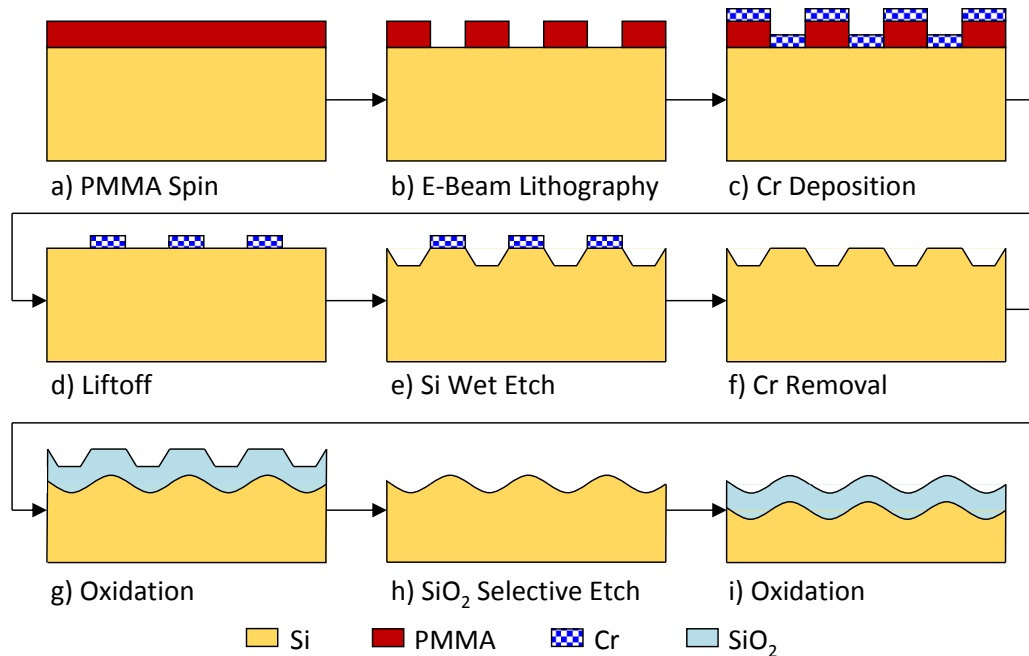 a) PMMA Spin
b) E-Beam Lithography
c) Cr Deposition
d) Liftoff
e) Si Wet Etch
f) Cr Removal
g) Oxidation
h) SiO₂ Selective Etch
i) Oxidation
Si
PMMA
Cr
SiO₂